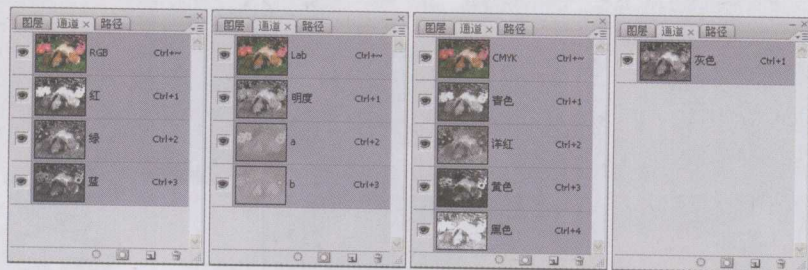 图层 通道 × 路径
RGB Ctrl+~
红 Ctrl+1
绿 Ctrl+2
蓝 Ctrl+3
图层 通道 × 路径
Lab Ctrl+~
明度 Ctrl+1
a Ctrl+2
b Ctrl+3
图层 通道 × 路径
CMYK Ctrl+~
青色 Ctrl+1
洋红 Ctrl+2
黄色 Ctrl+3
黑色 Ctrl+4
图层 通道 × 路径
灰色 Ctrl+1